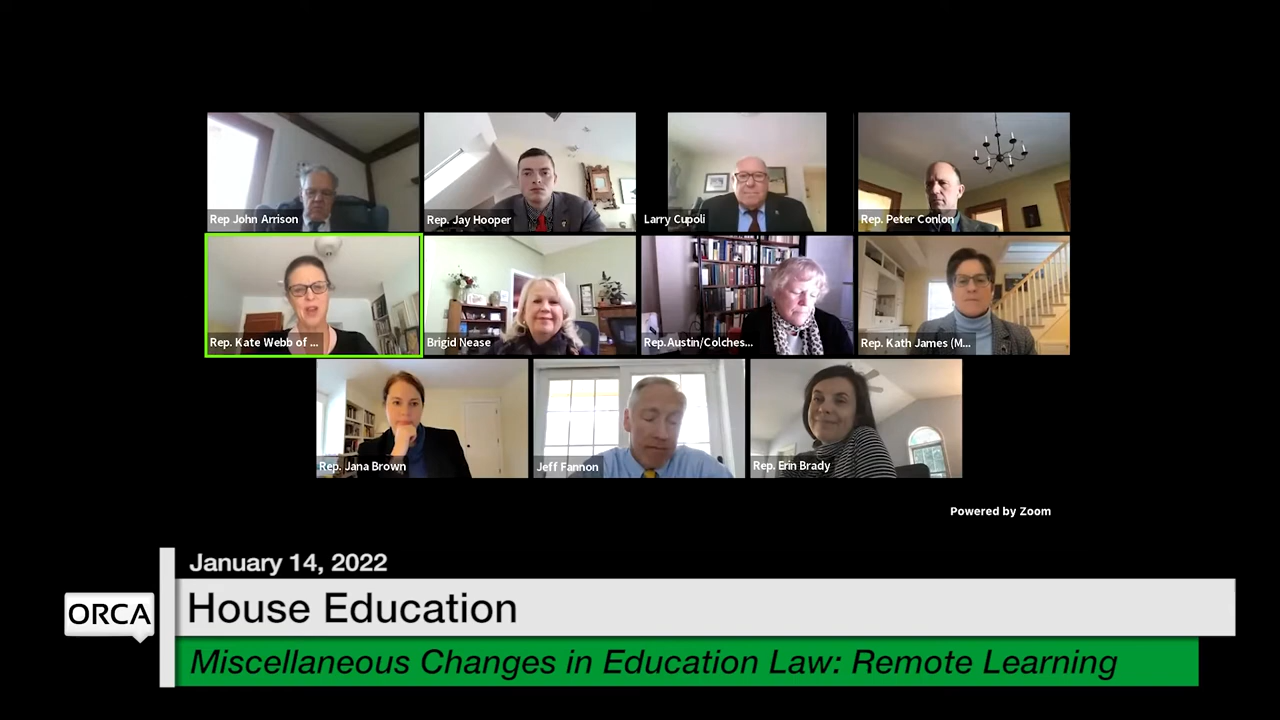 Rep John Arrison
Rep. Jay Hooper
Larry Cupoli
Rep. Peter Conlon
Rep. Kate Webb of ...
Brigid Nease
Rep.Austin/Colches...
Rep. Kath James (M...
Rep. Jana Brown
Jeff Fannon
Rep. Erin Brady
Powered by Zoom
January 14, 2022
ORCA
House Education
Miscellaneous Changes in Education Law: Remote Learning